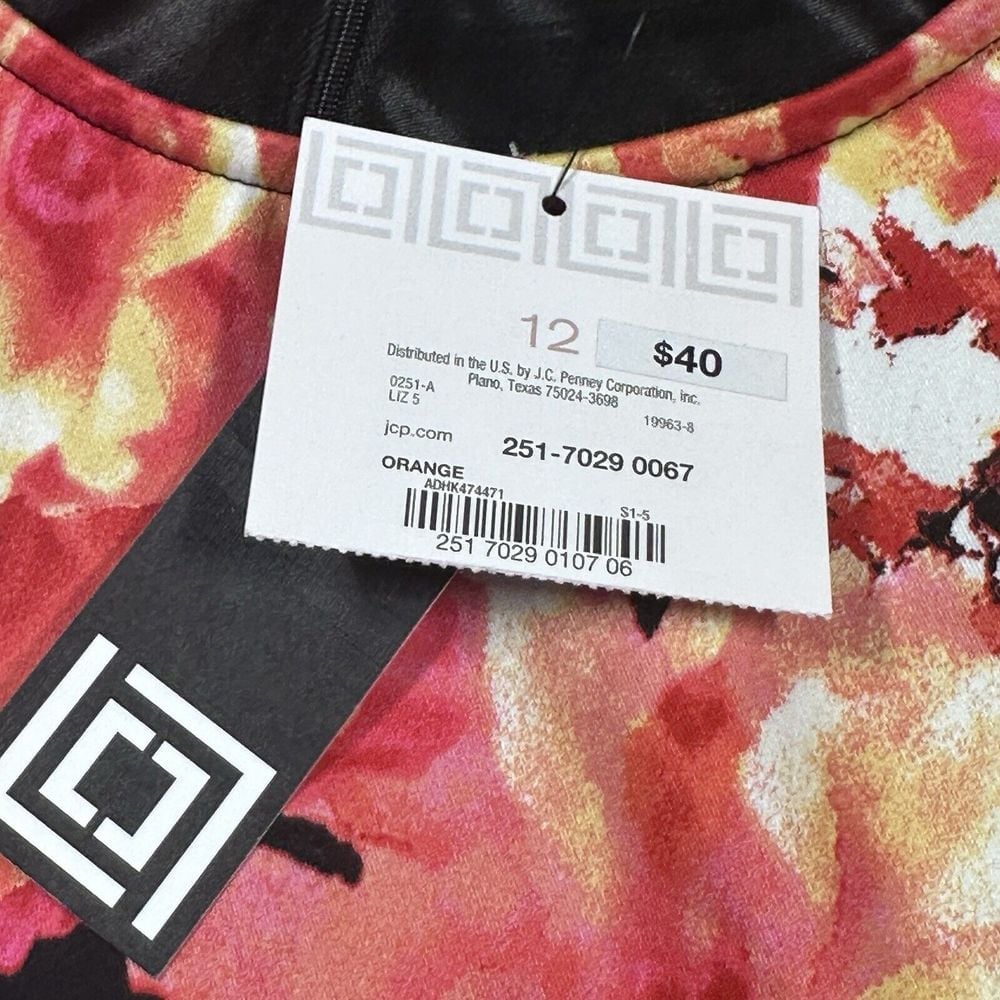 12
$40
Distributed in the U.S. by J.C. Penney Corporation, Inc.
Plano, Texas 75024-3698
0251-A
LIZ 5
19963-8
jcp.com
251-7029 0067
ORANGE
ADHK474471
S1-5
251 7029 0107 06